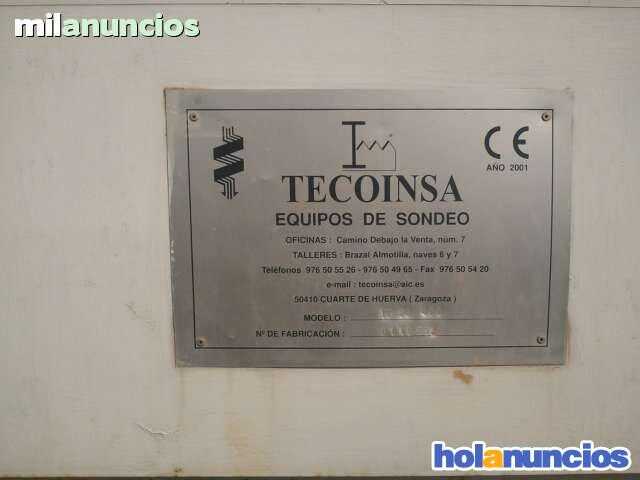 milanuncios
CE
AÑO 2001
TECOINSA
EQUIPOS DE SONDEO
OFICINAS : Camino Debajo la Venta, núm. 7
TALLERES : Brazal Almotilla, naves 6 y 7
Teléfonos 976 50 55 26 - 976 50 49 65 - Fax 976 50 54 20
e-mail : tecoinsa@aic.es
50410 CUARTE DE HUERVA ( Zaragoza )
MODELO :
Nº DE FABRICACIÓN :
holanuncios